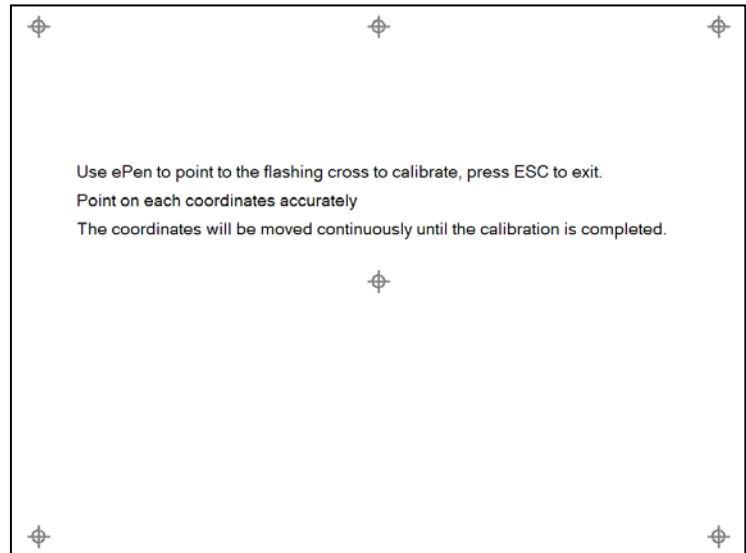 Use ePen to point to the flashing cross to calibrate, press ESC to exit.
Point on each coordinates accurately
The coordinates will be moved continuously until the calibration is completed.